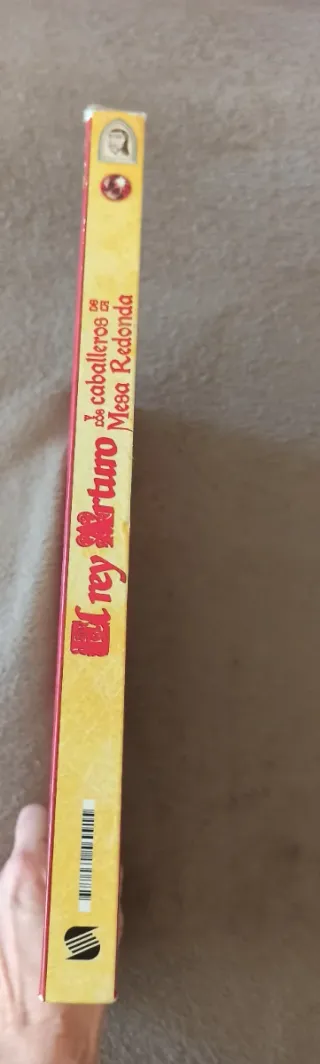 El rey Arturo
y los caballeros de la
Mesa Redonda